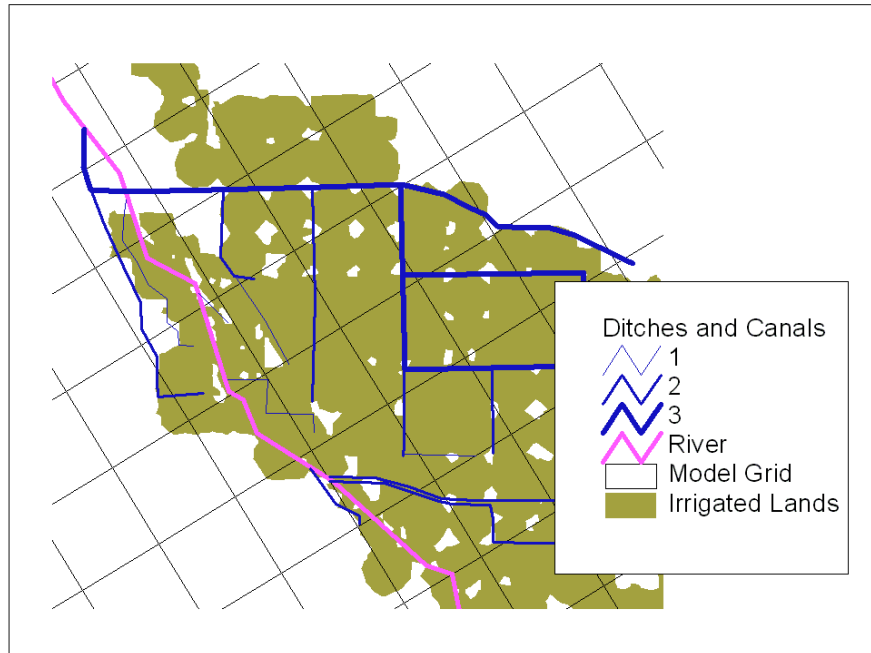 Ditches and Canals
1
2
3
River
Model Grid
Irrigated Lands